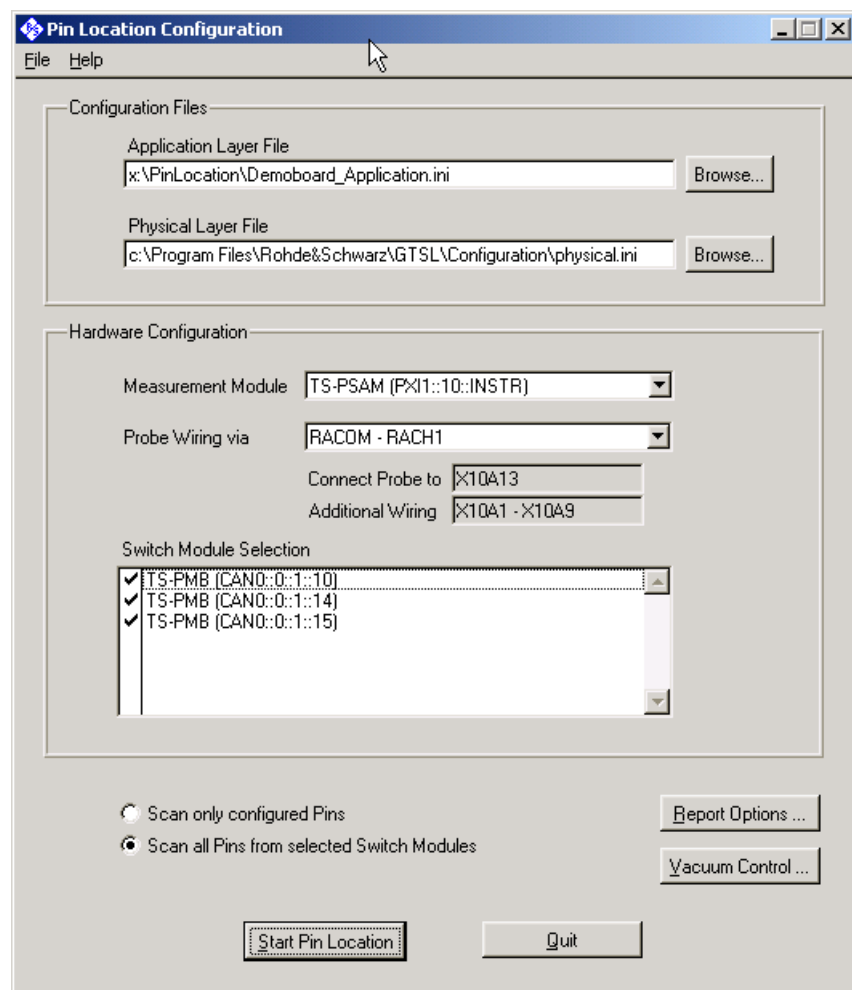 Pin Location Configuration
File Help
Configuration Files
Application Layer File
x:\PinLocation\Demoboard_Application.ini
Browse...
Physical Layer File
c:\Program Files\Rohde&Schwarz\GTSL\Configuration\physical.ini
Browse...
Hardware Configuration
Measurement Module TS-PSAM (PXI1::10::INSTR)
Probe Wiring via RACOM - RACH1
Connect Probe to X10A13
Additional Wiring X10A1 - X10A9
Switch Module Selection
TS-PMB (CAN0::0::1::10)
TS-PMB (CAN0::0::1::14)
TS-PMB (CAN0::0::1::15)
Scan only configured Pins
Report Options ...
Scan all Pins from selected Switch Modules
Vacuum Control ...
Start Pin Location
Quit